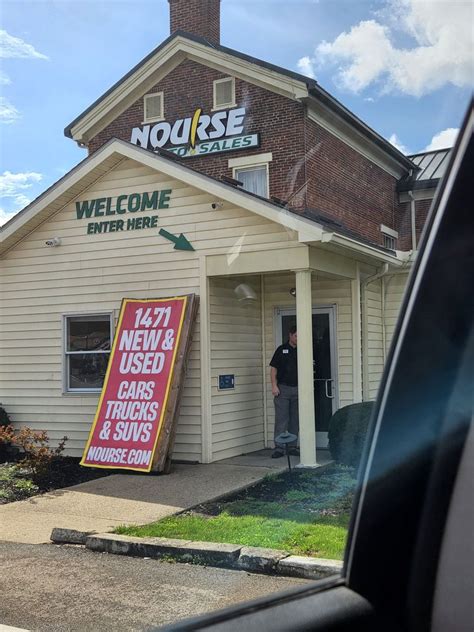 NOURSE
SALES
WELCOME
ENTER HERE
1471
NEW &
USED
CARS
TRUCKS
& SUVS
NOURSE.COM